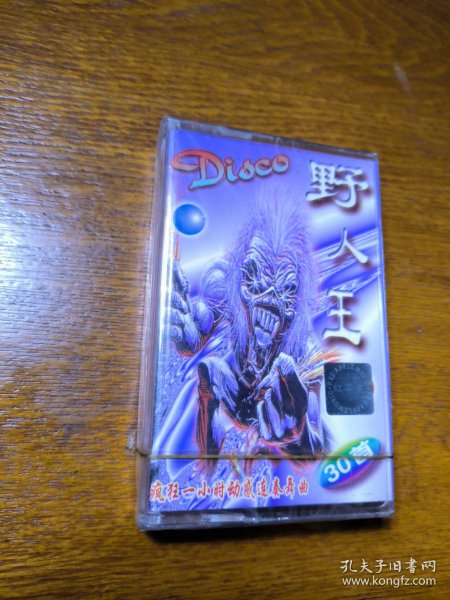 Disco
野人王
30首
疯狂一小时动感连奏舞曲
孔夫子旧书网
www.kongfz.com